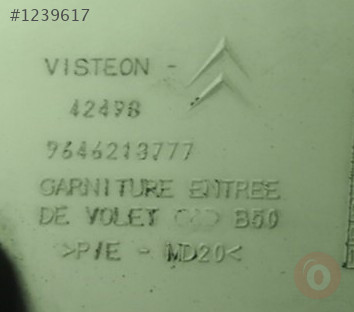 #1239617
VISTEON -
42498
9646213777
GARNITURE ENTREE
DE VOLET B50
>P/E - MD20<